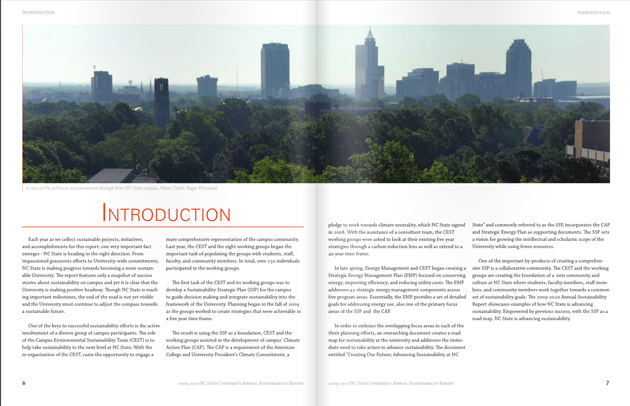 INTRODUCTION
INTRODUCTION
A view of the belltower and downtown Raleigh from NC State campus. (Photo Credit: Roger Winstead
INTRODUCTION
Each year as we collect sustainable projects, initiatives,
and accomplishments for this report, one very important fact
emerges - NC State is heading in the right direction. From
impassioned grassroots efforts to University-wide commitments,
NC State is making progress towards becoming a more sustain-
able University. The report features only a snapshot of success
stories about sustainability on campus and yet it is clear that the
University is making positive headway. Though NC State is reach-
ing important milestones, the end of the road is not yet visible
and the University must continue to adjust the compass towards
a sustainable future.
One of the keys to successful sustainability efforts is the active
involvement of a diverse group of campus participants. The role
of the Campus Environmental Sustainability Team (CEST) is to
help take sustainability to the next level at NC State. With the
re-organization of the CEST, came the opportunity to engage a
more comprehensive representation of the campus community.
Last year, the CEST and the eight working groups began the
important task of populating the groups with students, staff,
faculty, and community members. In total, over 130 individuals
participated in the working groups.
The first task of the CEST and its working groups was to
develop a Sustainability Strategic Plan (SSP) for the campus
to guide decision making and integrate sustainability into the
framework of the University. Planning began in the fall of 2009
as the groups worked to create strategies that were achievable in
a five year time frame.
The result is using the SSP as a foundation, CEST and the
working groups assisted in the development of campus' Climate
Action Plan (CAP). The CAP is a requirement of the American
College and University President's Climate Commitment, a
pledge to work towards climate neutrality, which NC State signed
in 2008. With the assistance of a consultant team, the CEST
working groups were asked to look at their existing five year
strategies through a carbon reduction lens as well to extend to a
40 year time frame.
In late spring, Energy Management and CEST began creating a
Strategic Energy Management Plan (EMP) focused on conserving
energy, improving efficiency, and reducing utility costs. The EMP
addresses 42 strategic energy management components across
five program areas. Essentially, the EMP provides a set of detailed
goals for addressing energy use, also one of the primary focus
areas of the SSP and the CAP.
In order to embrace the overlapping focus areas in each of the
three planning efforts, an overarching document creates a road
map for sustainability at the university and addresses the imme-
diate need to take action to advance sustainability. The document
entitled "Creating Our Future; Advancing Sustainability at NC
State" and commonly referred to as the SSP, incorporates the CAP
and Strategic Energy Plan as supporting documents. The SSP sets
a vision for growing the intellectual and scholastic scope of the
University while using fewer resources.
One of the important by-products of creating a comprehen-
sive SSP is a collaborative community. The CEST and the working
groups are creating the foundation of a new community and
culture at NC State where students, faculty members, staff mem-
bers, and community members work together towards a common
set of sustainability goals. The 2009-2010 Annual Sustainability
Report showcases examples of how NC State is advancing
sustainability. Empowered by previous success, with the SSP as a
road map, NC State is advancing sustainability.
6
2009-2010 NC STATE UNIVERSITY ANNUAL SUSTAINABILITY REPORT
2009-2010 NC STATE UNIVERSITY ANNUAL SUSTAINABILITY REPORT
7